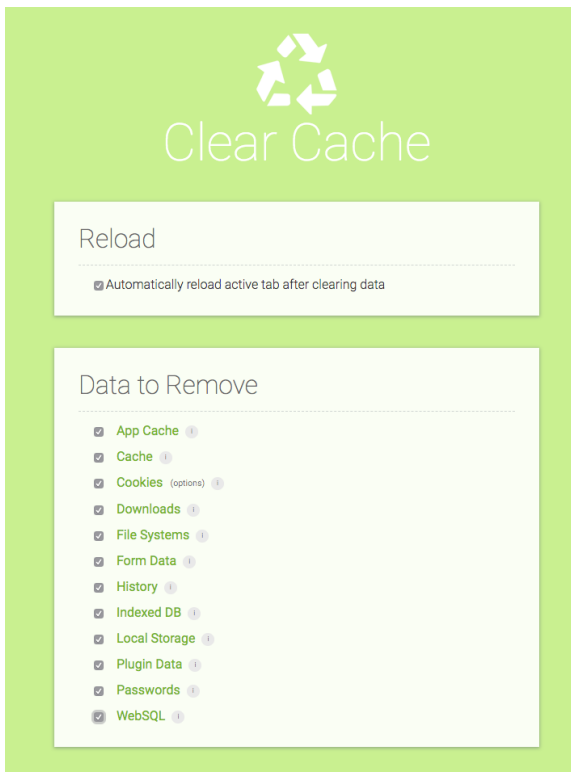 Clear Cache
Reload
Automatically reload active tab after clearing data
Data to Remove
App Cache i
Cache i
Cookies (options) i
Downloads i
File Systems i
Form Data i
History i
Indexed DB i
Local Storage i
Plugin Data i
Passwords i
WebSQL i